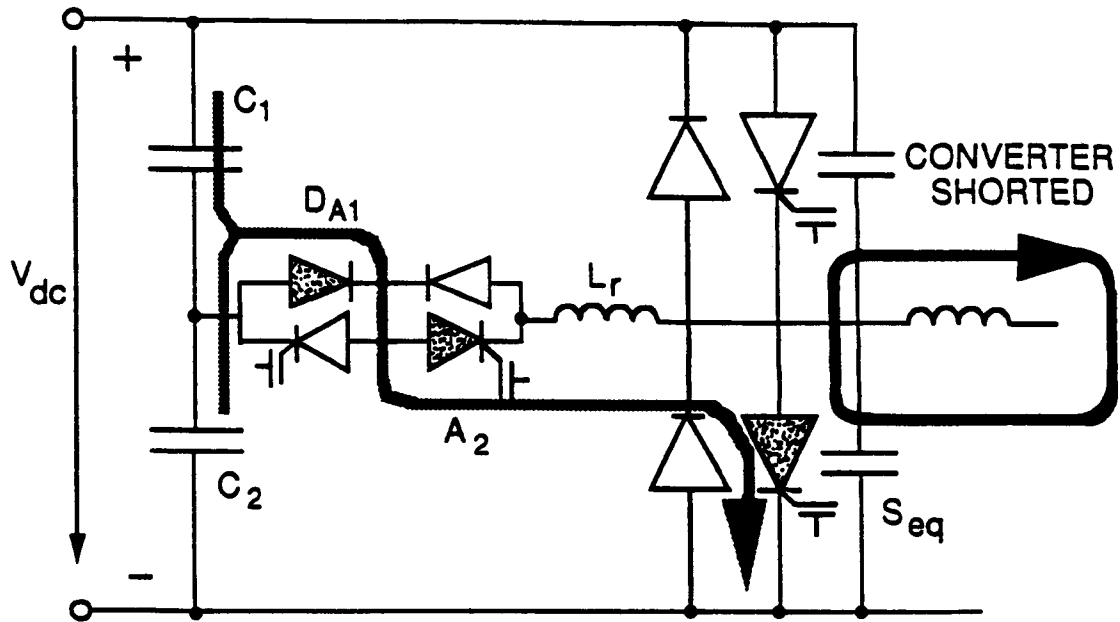 +
C1
CONVERTER
SHORTED
DA1
Vdc
Lr
A2
C2
Seq
−